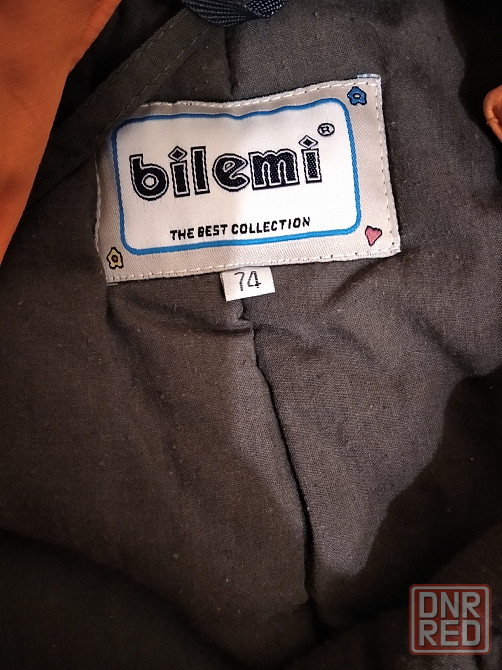 bilemi®
THE BEST COLLECTION
74
DNR
RED